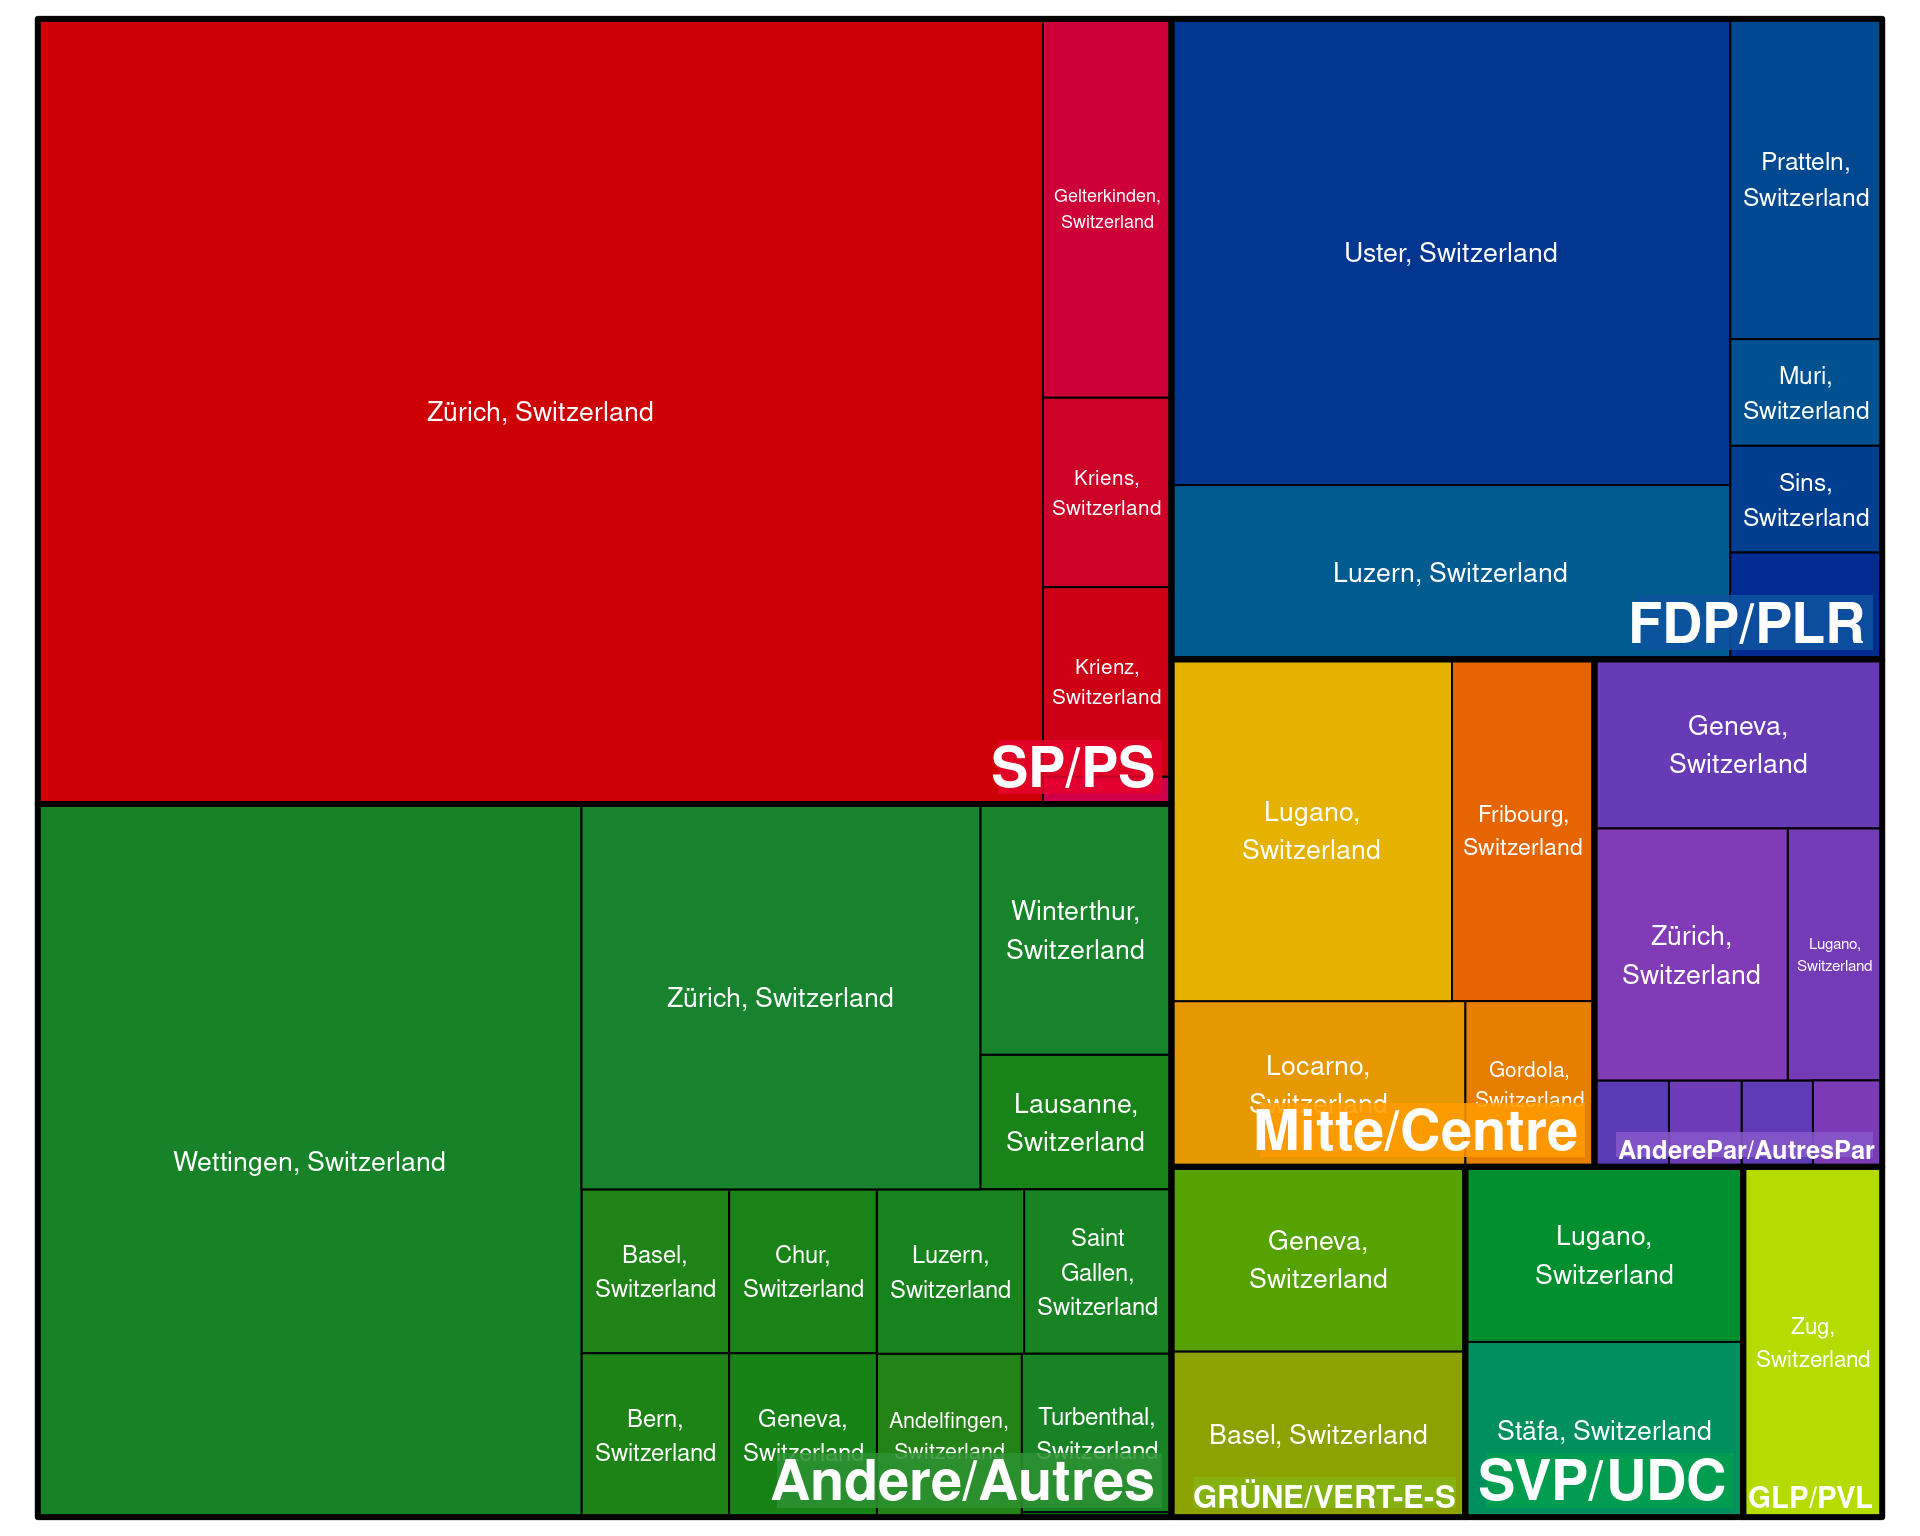 Zürich, Switzerland
Gelterkinden,
Switzerland
Kriens,
Switzerland
Krienz,
Switzerland
SP/PS
Uster, Switzerland
Pratteln,
Switzerland
Muri,
Switzerland
Sins,
Switzerland
Luzern, Switzerland
FDP/PLR
Wettingen, Switzerland
Zürich, Switzerland
Winterthur,
Switzerland
Lausanne,
Switzerland
Basel,
Switzerland
Chur,
Switzerland
Luzern,
Switzerland
Saint
Gallen,
Switzerland
Bern,
Switzerland
Geneva,
Switzerland
Andelfingen,
Switzerland
Turbenthal,
Switzerland
Andere/Autres
Lugano,
Switzerland
Fribourg,
Switzerland
Locarno,
Switzerland
Gordola,
Switzerland
Mitte/Centre
Geneva,
Switzerland
Zürich,
Switzerland
Lugano,
Switzerland
AnderePar/AutresPar
Geneva,
Switzerland
Basel, Switzerland
GRÜNE/VERT-E-S
Lugano,
Switzerland
Stäfa, Switzerland
SVP/UDC
Zug,
Switzerland
GLP/PVL